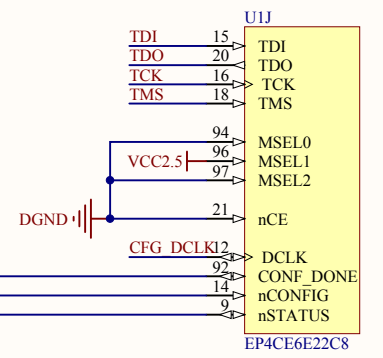 U1J
TDI 15 TDI
TDO 20 TDO
TCK 16 TCK
TMS 18 TMS
94 MSEL0
VCC2.5 96 MSEL1
97 MSEL2
DGND 21 nCE
CFG_DCLK 12 DCLK
92 CONF_DONE
14 nCONFIG
9 nSTATUS
EP4CE6E22C8